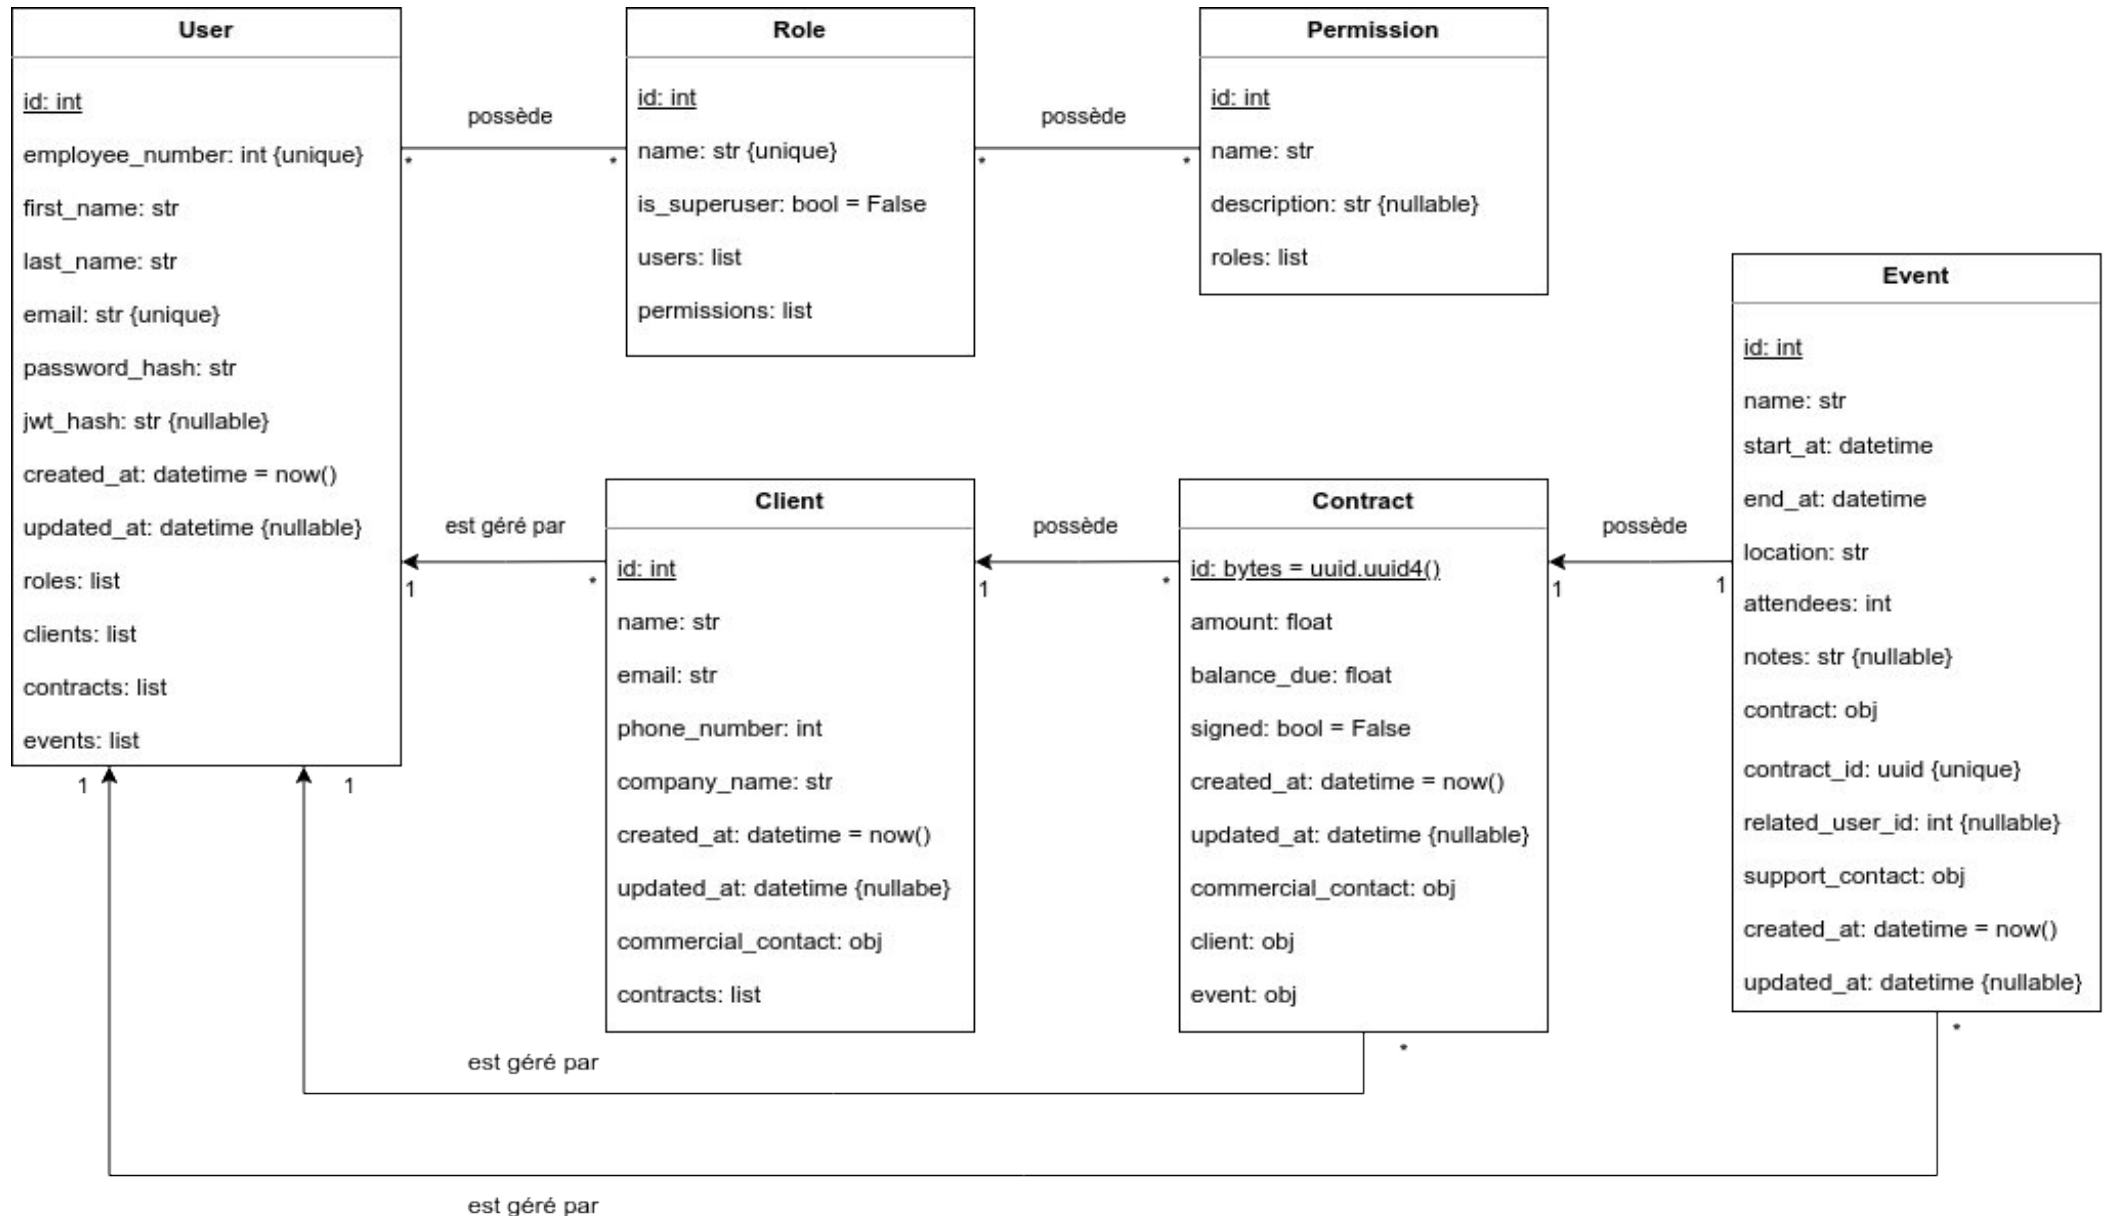 User
id: int
employee_number: int {unique}
first_name: str
last_name: str
email: str {unique}
password_hash: str
jwt_hash: str {nullable}
created_at: datetime = now()
updated_at: datetime {nullable}
roles: list
clients: list
contracts: list
events: list
possède
*
*
Role
id: int
name: str {unique}
is_superuser: bool = False
users: list
permissions: list
possède
*
*
Permission
id: int
name: str
description: str {nullable}
roles: list
est géré par
1
*
Client
id: int
name: str
email: str
phone_number: int
company_name: str
created_at: datetime = now()
updated_at: datetime {nullabe}
commercial_contact: obj
contracts: list
possède
1
*
Contract
id: bytes = uuid.uuid4()
amount: float
balance_due: float
signed: bool = False
created_at: datetime = now()
updated_at: datetime {nullable}
commercial_contact: obj
client: obj
event: obj
possède
1
1
Event
id: int
name: str
start_at: datetime
end_at: datetime
location: str
attendees: int
notes: str {nullable}
contract: obj
contract_id: uuid {unique}
related_user_id: int {nullable}
support_contact: obj
created_at: datetime = now()
updated_at: datetime {nullable}
1
1
*
*
est géré par
est géré par